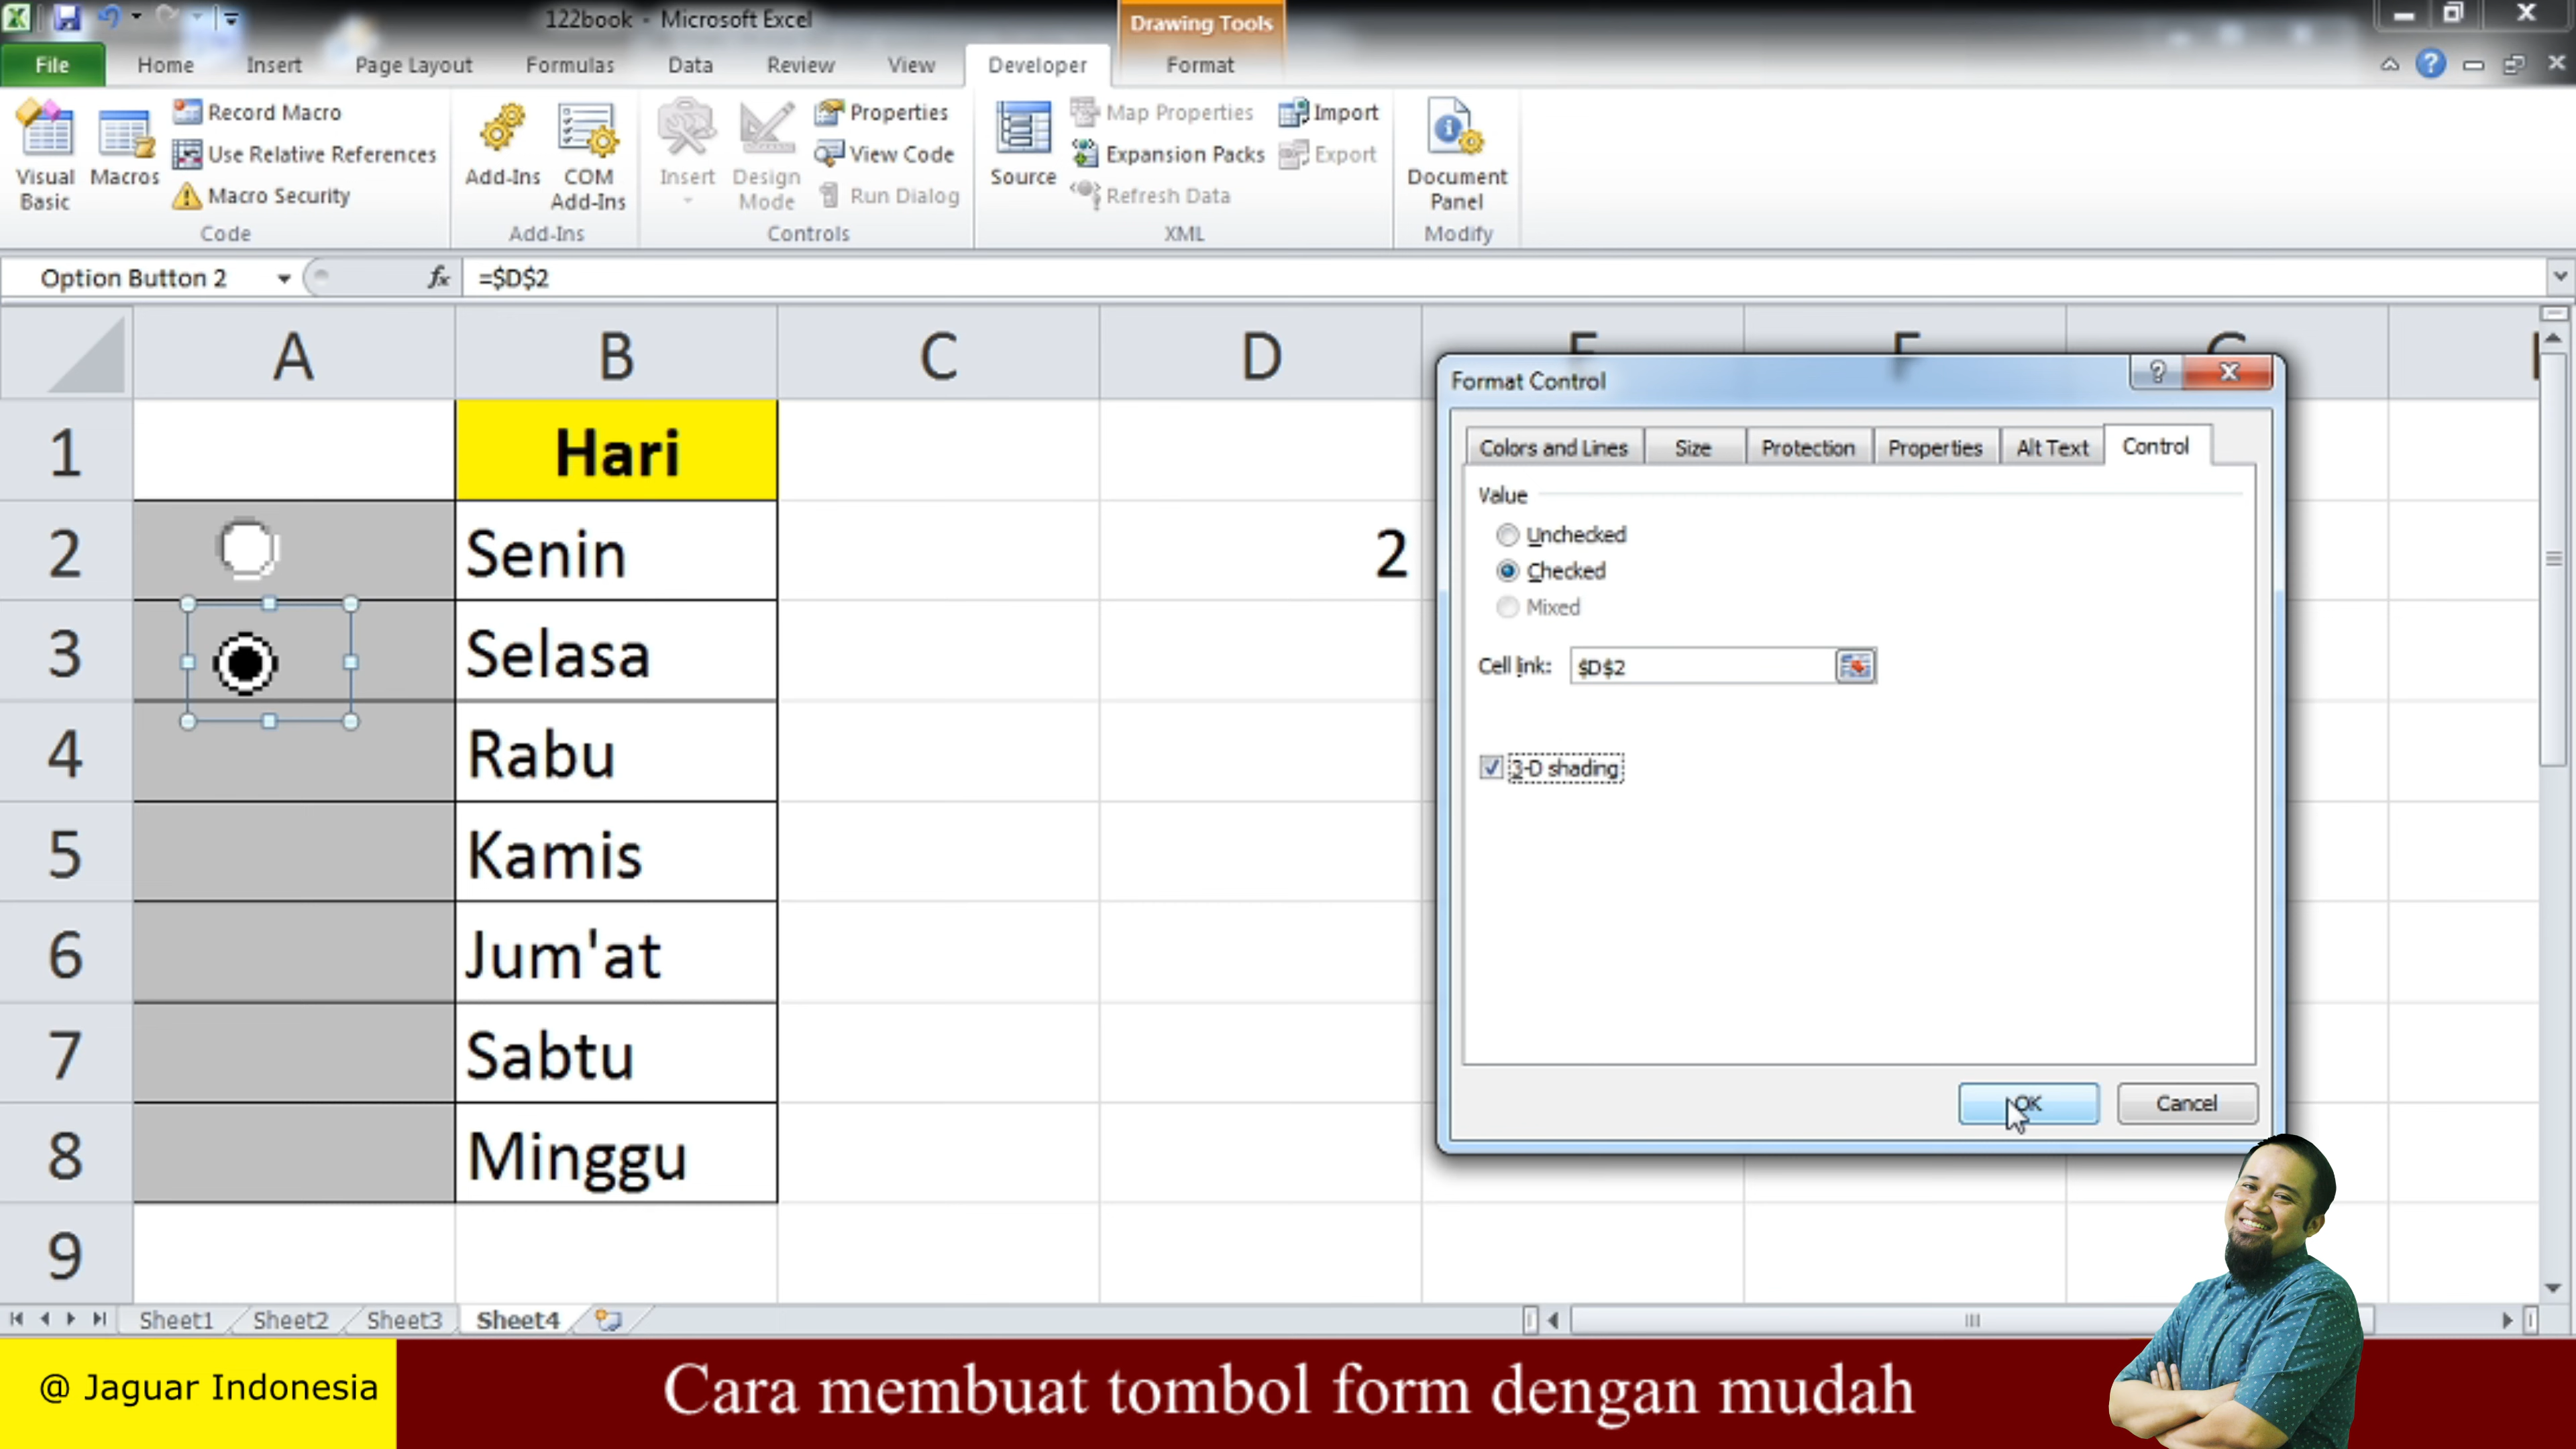 122book - Microsoft Excel
Drawing Tools
File Home Insert Page Layout Formulas Data Review View Developer Format
Visual Basic
Macros
Record Macro
Use Relative References
Macro Security
Code
Add-Ins
COM Add-Ins
Add-Ins
Insert
Design Mode
Properties
View Code
Run Dialog
Controls
Source
Map Properties
Expansion Packs
Refresh Data
Import
Export
XML
Document Panel
Modify
Option Button 2 fx =$D$2
A B C D E F G
1 Hari
2 Senin 2
3 Selasa
4 Rabu
5 Kamis
6 Jum'at
7 Sabtu
8 Minggu
9
Format Control
Colors and Lines Size Protection Properties Alt Text Control
Value
Unchecked
Checked
Mixed
Cell link: $D$2
3-D shading
OK Cancel
Sheet1 Sheet2 Sheet3 Sheet4
@ Jaguar Indonesia
Cara membuat tombol form dengan mudah